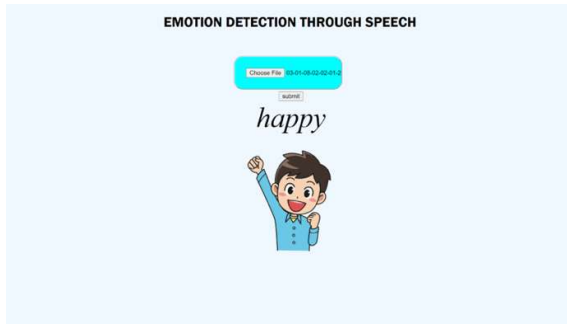 EMOTION DETECTION THROUGH SPEECH
Choose File 03-01-08-02-02-01-2
submit
happy